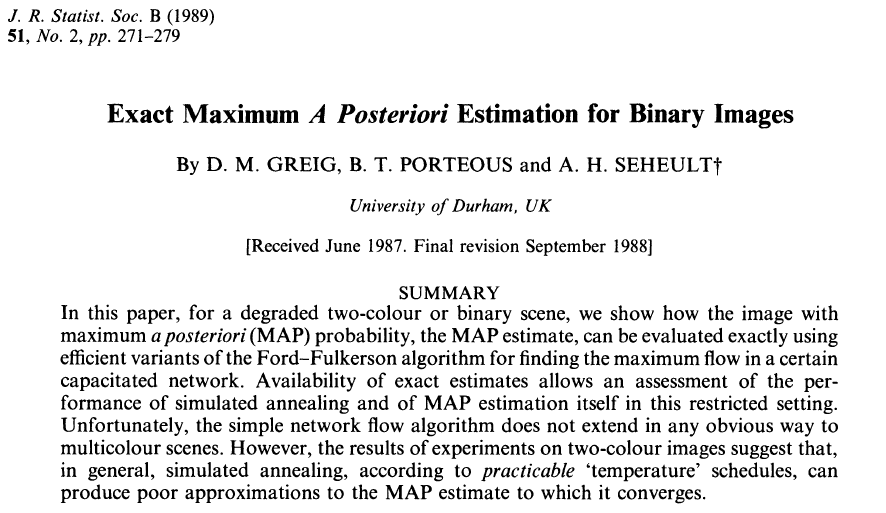 J. R. Statist. Soc. B (1989)
51, No. 2, pp. 271–279
Exact Maximum A Posteriori Estimation for Binary Images
By D. M. GREIG, B. T. PORTEOUS and A. H. SEHEULT†
University of Durham, UK
[Received June 1987. Final revision September 1988]
SUMMARY
In this paper, for a degraded two-colour or binary scene, we show how the image with
maximum a posteriori (MAP) probability, the MAP estimate, can be evaluated exactly using
efficient variants of the Ford–Fulkerson algorithm for finding the maximum flow in a certain
capacitated network. Availability of exact estimates allows an assessment of the per-
formance of simulated annealing and of MAP estimation itself in this restricted setting.
Unfortunately, the simple network flow algorithm does not extend in any obvious way to
multicolour scenes. However, the results of experiments on two-colour images suggest that,
in general, simulated annealing, according to practicable ‘temperature’ schedules, can
produce poor approximations to the MAP estimate to which it converges.